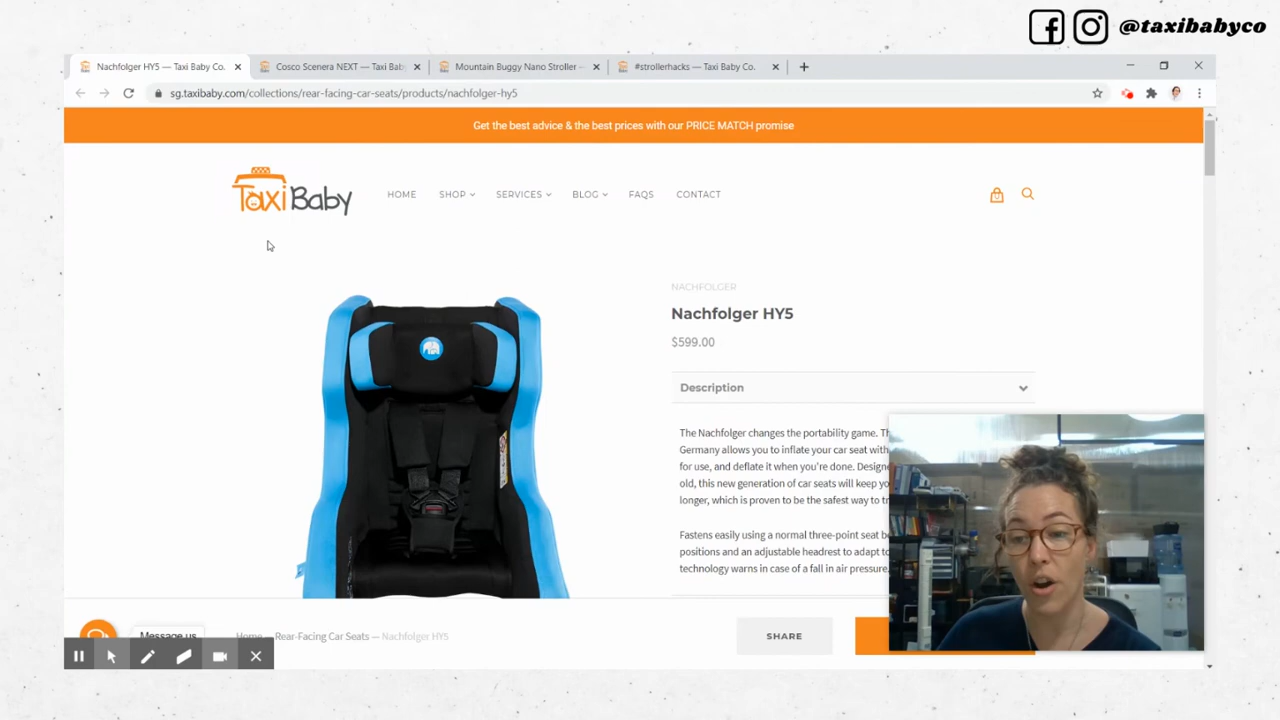 @taxibabyco
Nachfolger HY5 — Taxi Baby Co.
Cosco Scenera NEXT — Taxi Bab
Mountain Buggy Nano Stroller —
#strollerhacks — Taxi Baby Co.
sg.taxibaby.com/collections/rear-facing-car-seats/products/nachfolger-hy5
Get the best advice & the best prices with our PRICE MATCH promise
TaxiBaby
HOME SHOP SERVICES BLOG FAQS CONTACT
0
NACHFOLGER
Nachfolger HY5
$599.00
Description
The Nachfolger changes the portability game. Th
Germany allows you to inflate your car seat with
for use, and deflate it when you're done. Designe
old, this new generation of car seats will keep yo
longer, which is proven to be the safest way to tr
Fastens easily using a normal three-point seat be
positions and an adjustable headrest to adapt to
technology warns in case of a fall in air pressure.
Message us
Home — Rear-Facing Car Seats — Nachfolger HY5
SHARE